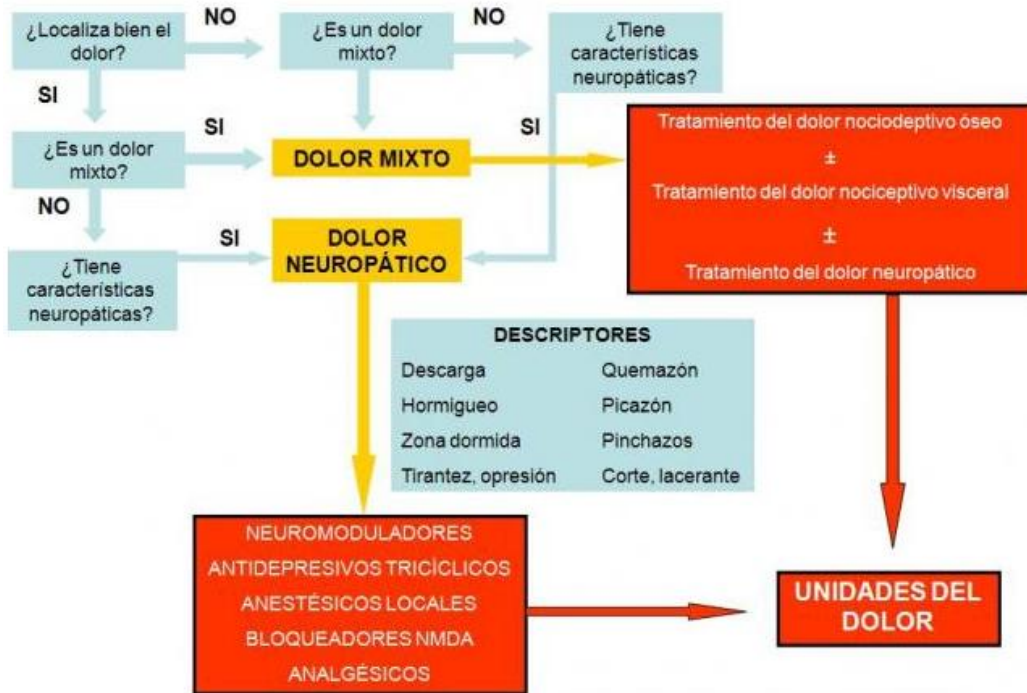 ¿Localiza bien el
dolor?
NO
¿Es un dolor
mixto?
NO
¿Tiene
características
neuropáticas?
SI
¿Es un dolor
mixto?
SI
DOLOR MIXTO
SI
Tratamiento del dolor nociodeptivo óseo
±
Tratamiento del dolor nociceptivo visceral
±
Tratamiento del dolor neuropático
NO
¿Tiene
características
neuropáticas?
SI
DOLOR
NEUROPÁTICO
DESCRIPTORES
Descarga
Quemazón
Hormigueo
Picazón
Zona dormida
Pinchazos
Tirantez, opresión
Corte, lacerante
NEUROMODULADORES
ANTIDEPRESIVOS TRICÍCLICOS
ANESTÉSICOS LOCALES
BLOQUEADORES NMDA
ANALGÉSICOS
UNIDADES DEL
DOLOR